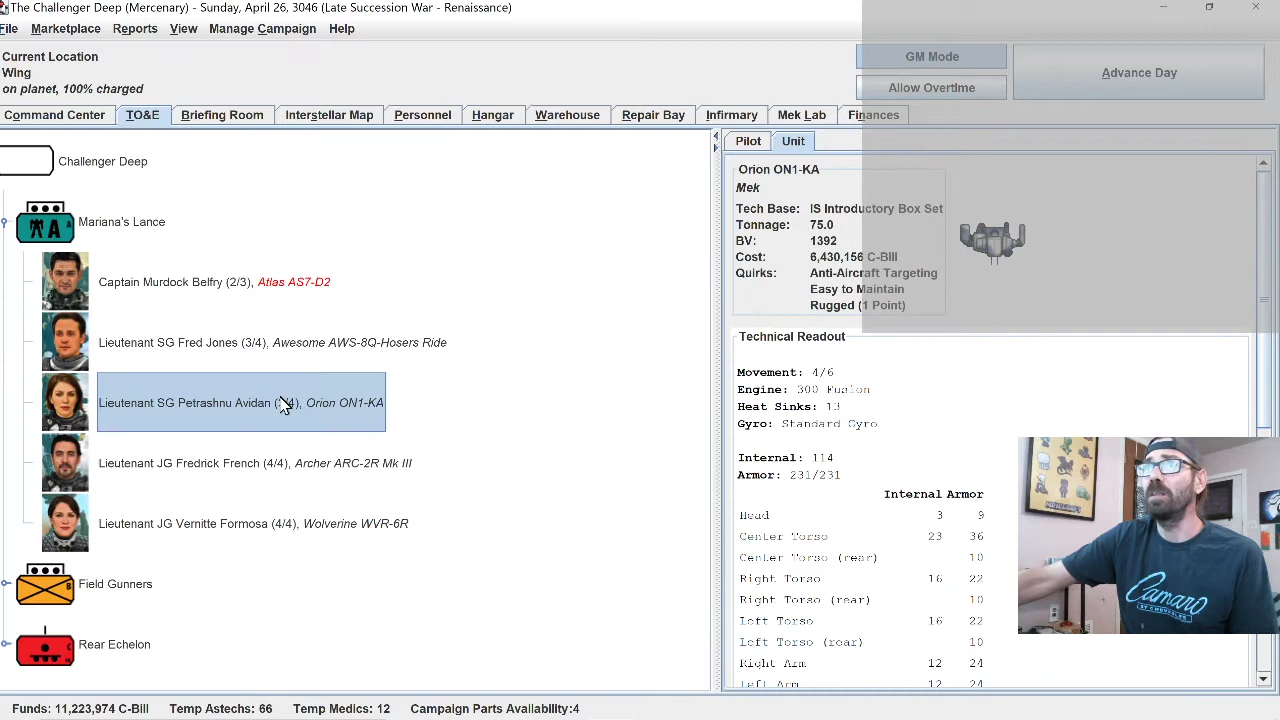 The Challenger Deep (Mercenary) - Sunday, April 26, 3046 (Late Succession War - Renaissance)
File Marketplace Reports View Manage Campaign Help
Current Location
Wing
on planet, 100% charged
GM Mode
Allow Overtime
Advance Day
Command Center TO&E Briefing Room Interstellar Map Personnel Hangar Warehouse Repair Bay Infirmary Mek Lab Finances
Challenger Deep
Mariana's Lance
Captain Murdock Belfry (2/3), Atlas AS7-D2
Lieutenant SG Fred Jones (3/4), Awesome AWS-8Q-Hosers Ride
Lieutenant SG Petrashnu Avidan Orion ON1-KA
Lieutenant JG Fredrick French (4/4), Archer ARC-2R Mk III
Lieutenant JG Vernitte Formosa (4/4), Wolverine WVR-6R
Field Gunners
Rear Echelon
Pilot Unit
Orion ON1-KA
Mek
Tech Base: IS Introductory Box Set
Tonnage: 75.0
BV: 1392
Cost: 6,430,156 C-Bill
Quirks: Anti-Aircraft Targeting
Easy to Maintain
Rugged (1 Point)
Technical Readout
Movement: 4/6
Engine: 300 Fusion
Heat Sinks: 13
Gyro: Standard Gyro
Internal: 114
Armor: 231/231
Internal Armor
Head 3 9
Center Torso 23 36
Center Torso (rear) 10
Right Torso 16 22
Right Torso (rear) 10
Left Torso 16 22
Left Torso (rear) 10
Right Arm 12 24
Left Arm 12 24
Camaro
BY CHEVROLET
Funds: 11,223,974 C-Bill Temp Astechs: 66 Temp Medics: 12 Campaign Parts Availability:4